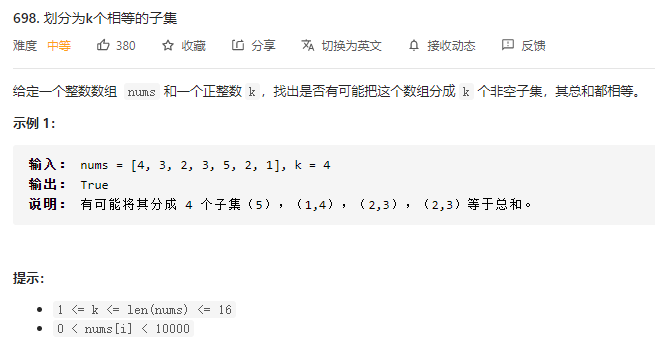 698. 划分为k个相等的子集
难度 中等 380 收藏 分享 切换为英文 接收动态 反馈
给定一个整数数组 nums 和一个正整数 k，找出是否有可能把这个数组分成 k 个非空子集，其总和都相等。
示例 1：
输入： nums = [4, 3, 2, 3, 5, 2, 1], k = 4
输出： True
说明： 有可能将其分成 4 个子集（5），（1,4），（2,3），（2,3）等于总和。
提示：
1 <= k <= len(nums) <= 16
0 < nums[i] < 10000